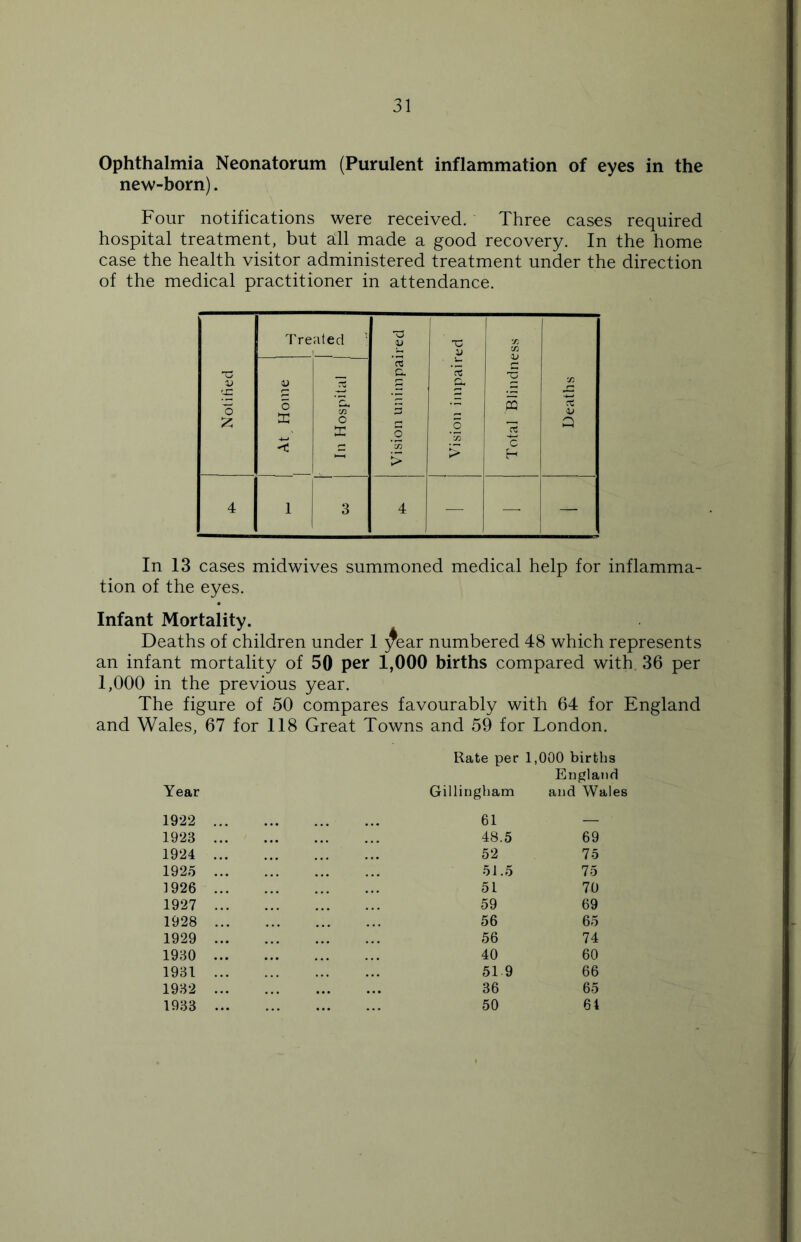 31
Ophthalmia Neonatorum (Purulent inflammation of eyes in the
new-born).
Four notifications were received. Three cases required
hospital treatment, but all made a good recovery. In the home
case the health visitor administered treatment under the direction
of the medical practitioner in attendance.
Notified
Treated
At Home
In Hospital
Vision unimpaired
Vision impaired
Total Blindness
Deaths
4 1 3 4 — — —
In 13 cases midwives summoned medical help for inflamma-
tion of the eyes.
Infant Mortality.
Deaths of children under 1 year numbered 48 which represents
an infant mortality of 50 per 1,000 births compared with 36 per
1,000 in the previous year.
The figure of 50 compares favourably with 64 for England
and Wales, 67 for 118 Great Towns and 59 for London.
Rate per 1,000 births
England
Year Gillingham and Wales
1922 ... ... ... ... 61 —
1923 ... ... ... ... 48.5 69
1924 ... ... ... ... 52 75
1925 ... ... ... ... 51.5 75
1926 ... ... ... ... 51 70
1927 ... ... ... ... 59 69
1928 ... ... ... ... 56 65
1929 ... ... ... ... 56 74
1930 ... ... ... ... 40 60
1931 ... ... ... ... 51.9 66
1932 ... ... ... ... 36 65
1933 ... ... ... ... 50 64